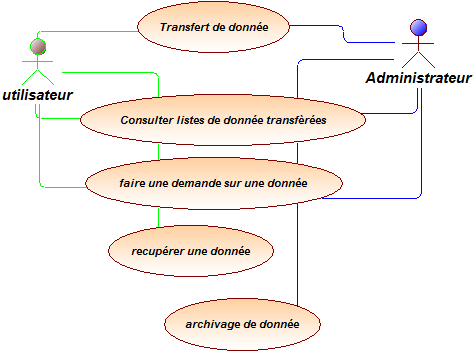 Transfert de donnée
utilisateur
Administrateur
Consulter listes de donnée transfèrées
faire une demande sur une donnée
recupérer une donnée
archivage de donnée